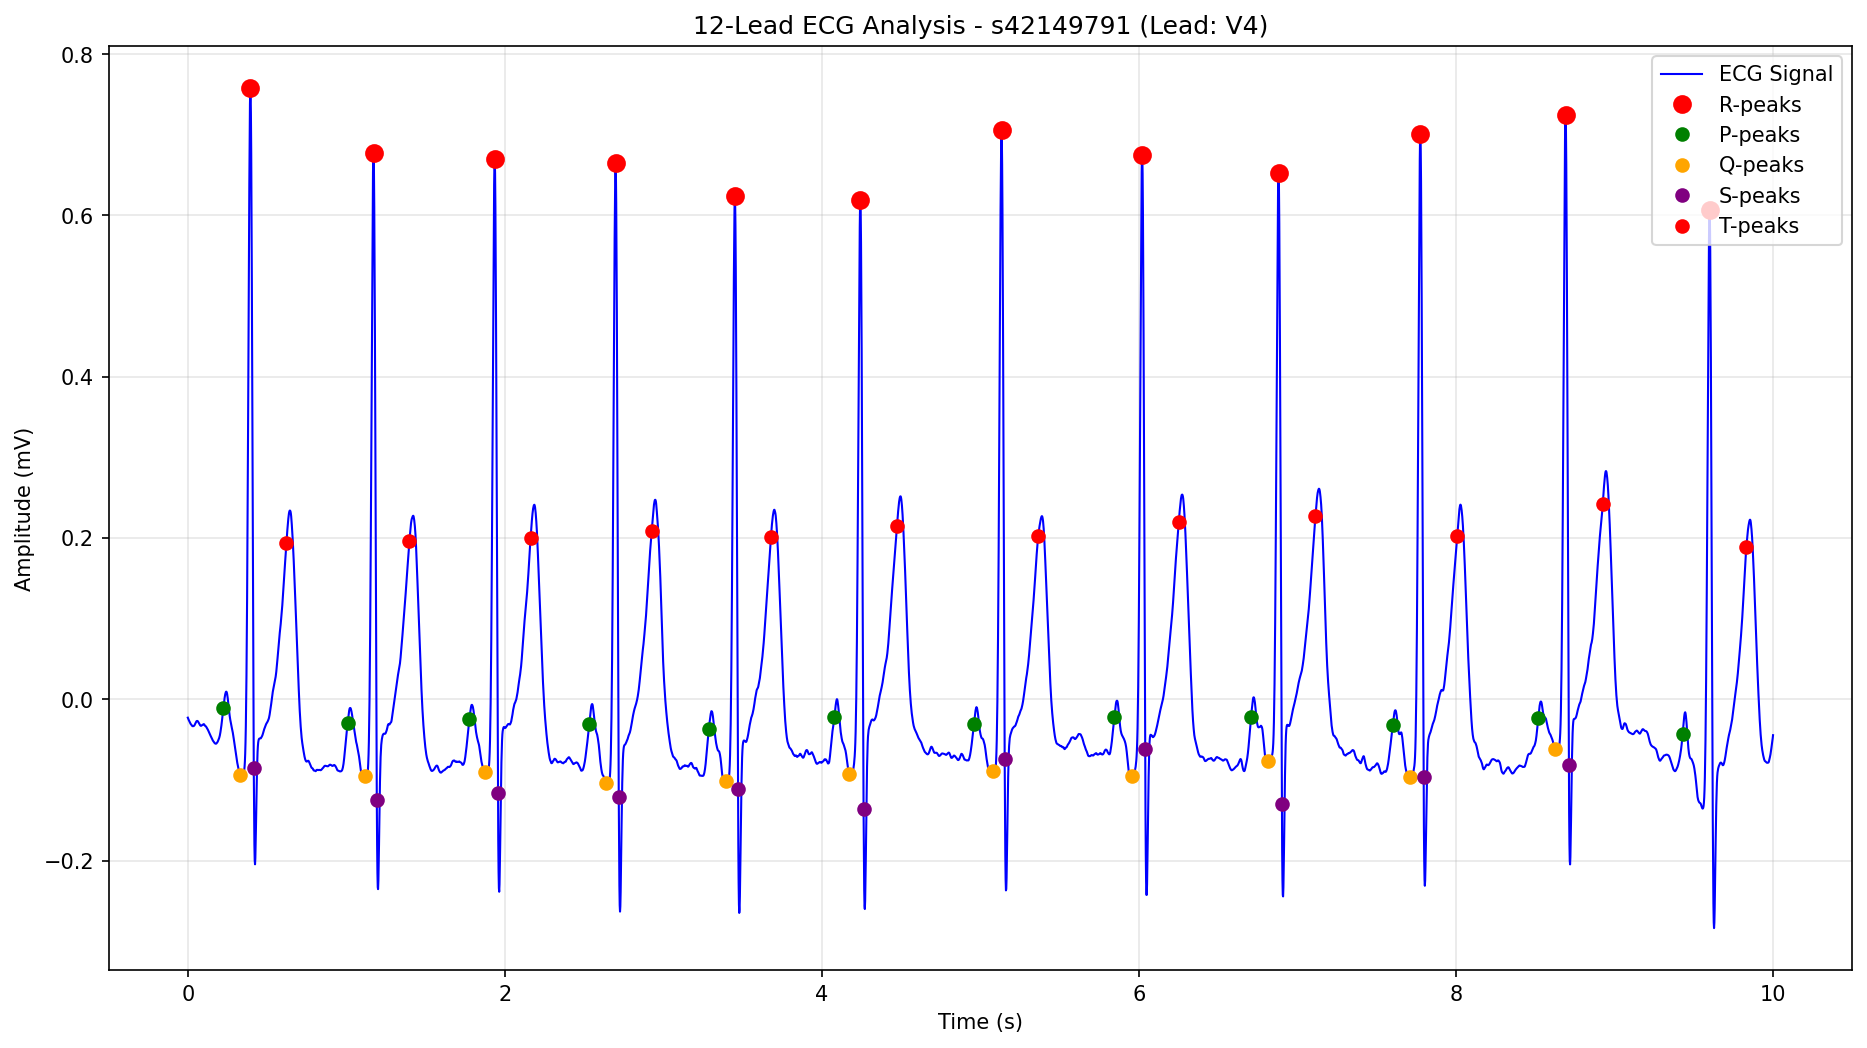 12-Lead ECG Analysis - s42149791 (Lead: V4)
0.8
0.6
0.4
0.2
0.0
−0.2
Amplitude (mV)
ECG Signal
R-peaks
P-peaks
Q-peaks
S-peaks
T-peaks
0 2 4 6 8 10
Time (s)